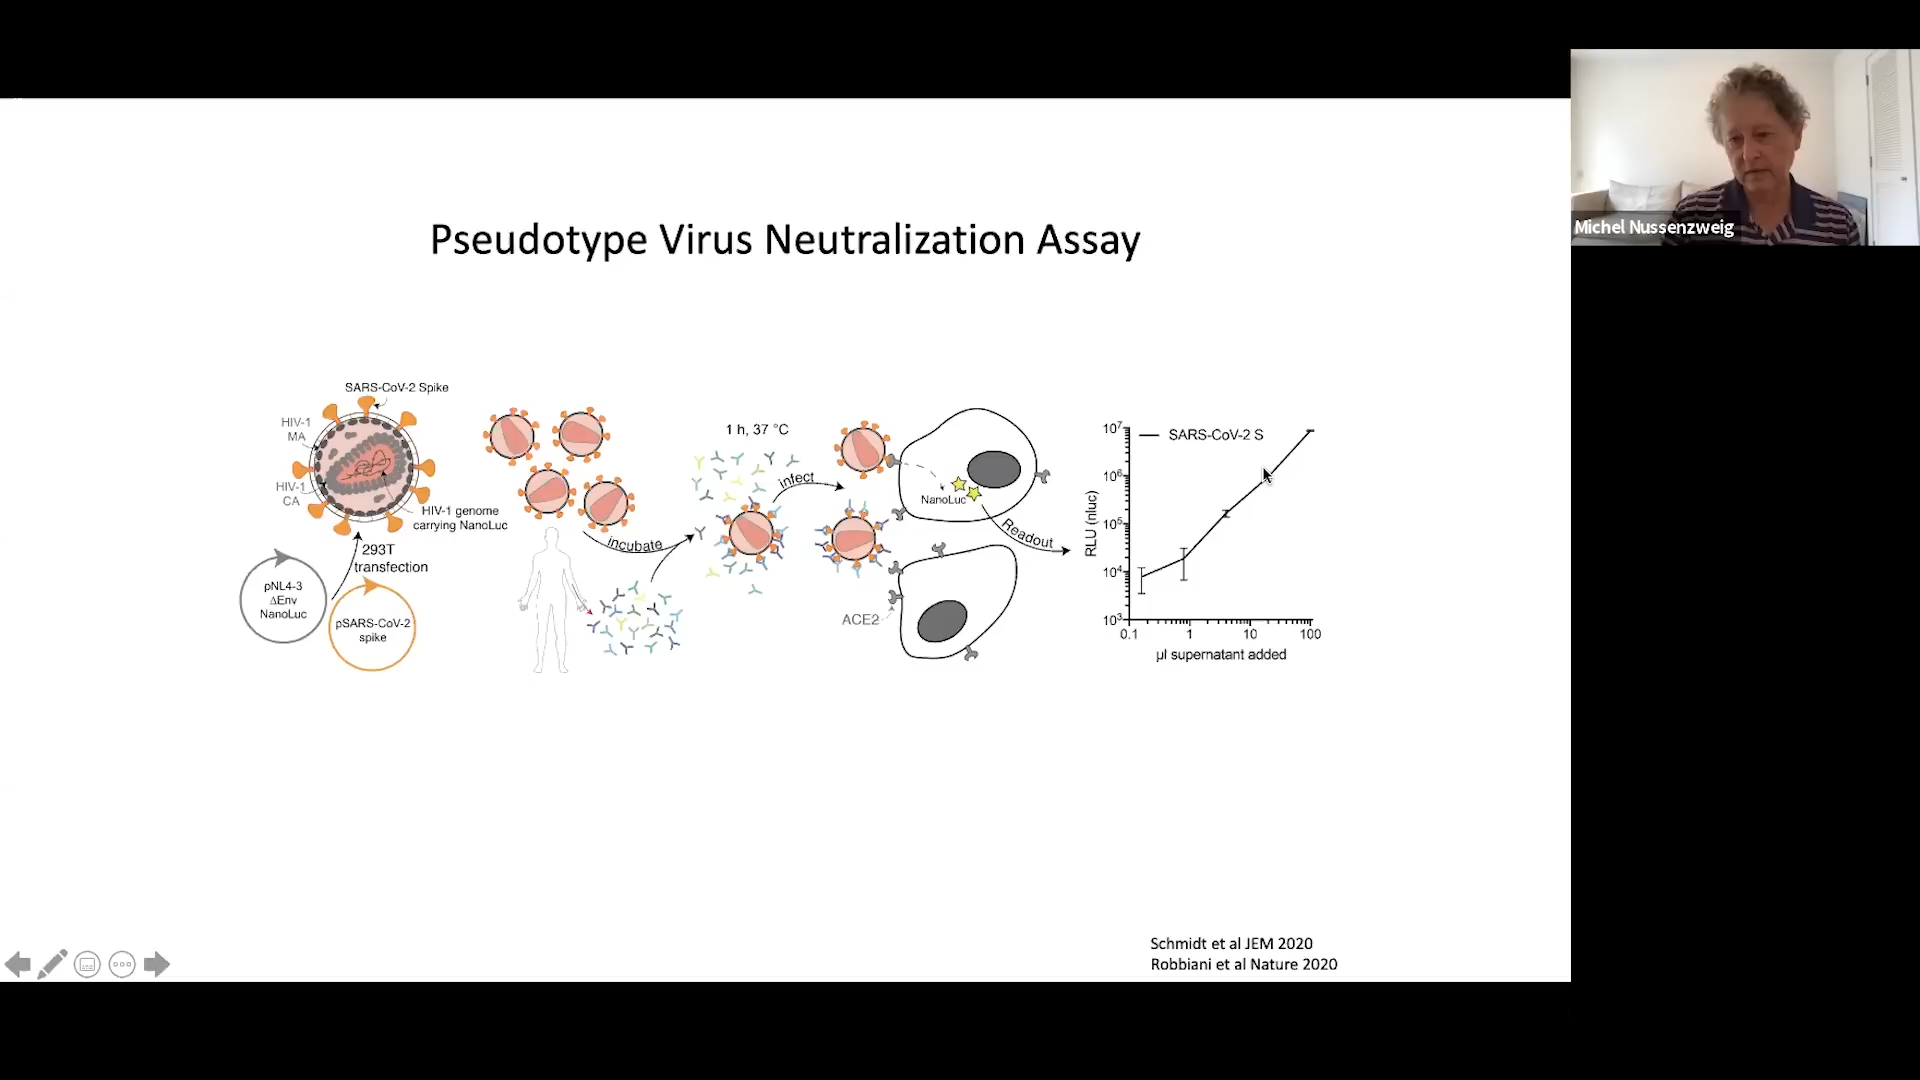 Michel Nussenzweig
Pseudotype Virus Neutralization Assay
SARS-CoV-2 Spike
HIV-1
MA
HIV-1
CA
HIV-1 genome
carrying NanoLuc
293T
transfection
pNL4-3
ΔEnv
NanoLuc
pSARS-CoV-2
spike
incubate
1 h, 37 °C
infect
NanoLuc
ACE2
Readout
SARS-CoV-2 S
RLU (nluc)
10⁷
10⁶
10⁵
10⁴
10³
0.1
1
10
100
µl supernatant added
Schmidt et al JEM 2020
Robbiani et al Nature 2020